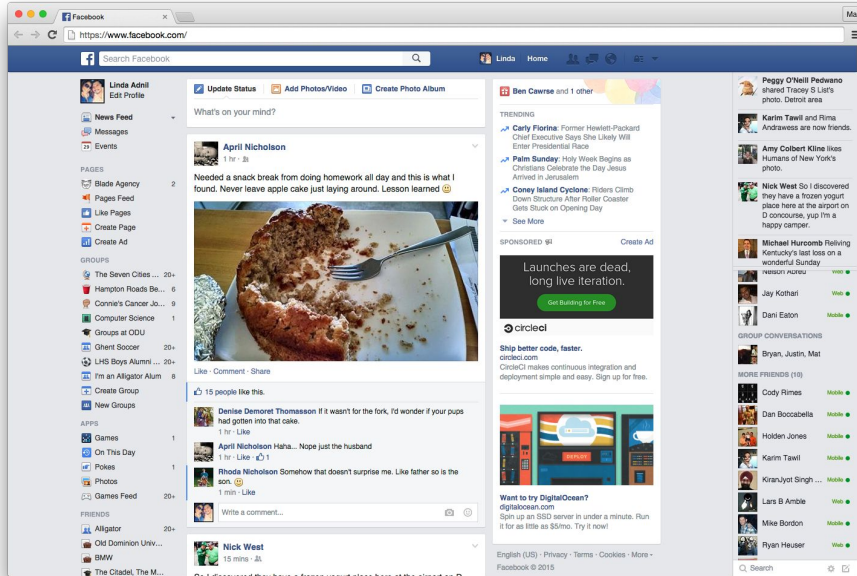 Facebook
Ma
https://www.facebook.com/
Search Facebook
Linda
Home
Linda Adnil
Edit Profile
News Feed
Messages
Events
PAGES
Blade Agency 2
Pages Feed
Like Pages
Create Page
Create Ad
GROUPS
The Seven Cities ... 20+
Hampton Roads Be... 6
Connie's Cancer Jo... 9
Computer Science 1
Groups at ODU
Ghent Soccer 20+
LHS Boys Alumni ... 20+
I'm an Alligator Alum 8
Create Group
New Groups
APPS
Games 1
On This Day
Pokes 1
Photos
Games Feed 20+
FRIENDS
Alligator 20+
Old Dominion Univ...
BMW
The Citadel, The M...
Update Status
Add Photos/Video
Create Photo Album
What's on your mind?
April Nicholson
1 hr ·
Needed a snack break from doing homework all day and this is what I
found. Never leave apple cake just laying around. Lesson learned
Like · Comment · Share
15 people like this.
Denise Demoret Thomasson If it wasn't for the fork, I'd wonder if your pups
had gotten into that cake.
1 hr · Like
April Nicholson Haha... Nope just the husband
1 hr · Like · 1
Rhoda Nicholson Somehow that doesn't surprise me. Like father so is the
son.
1 min · Like
Write a comment...
Nick West
15 mins ·
So I discovered they have a frozen yogurt place here at the airport on D
Ben Cawrse and 1 other
TRENDING
Carly Fiorina: Former Hewlett-Packard
Chief Executive Says She Likely Will
Enter Presidential Race
Palm Sunday: Holy Week Begins as
Christians Celebrate the Day Jesus
Arrived in Jerusalem
Coney Island Cyclone: Riders Climb
Down Structure After Roller Coaster
Gets Stuck on Opening Day
See More
SPONSORED
Create Ad
Launches are dead,
long live iteration.
Get Building for Free
circleci
Ship better code, faster.
circleci.com
CircleCI makes continuous integration and
deployment simple and easy. Sign up for free.
DEPLOY
Want to try DigitalOcean?
digitalocean.com
Spin up an SSD server in under a minute. Run
it for as little as $5/mo. Try it now!
English (US) · Privacy · Terms · Cookies · More
Facebook © 2015
Peggy O'Neill Pedwano
shared Tracey S List's
photo. Detroit area
Karim Tawil and Rima
Andrawess are now friends.
Amy Colbert Kline likes
Humans of New York's
photo.
Nick West So I discovered
they have a frozen yogurt
place here at the airport on
D concourse, yup I'm a
happy camper.
Michael Hurcomb Reliving
Kentucky's last loss on a
wonderful Sunday
Nelson Abreu Web
Jay Kothari Web
Dani Eaton Mobile
GROUP CONVERSATIONS
Bryan, Justin, Mat
MORE FRIENDS (10)
Cody Rimes Mobile
Dan Boccabella Mobile
Holden Jones Mobile
Karim Tawil Mobile
KiranJyot Singh ... Mobile
Lars B Amble Web
Mike Bordon Mobile
Ryan Heuser Web
Search